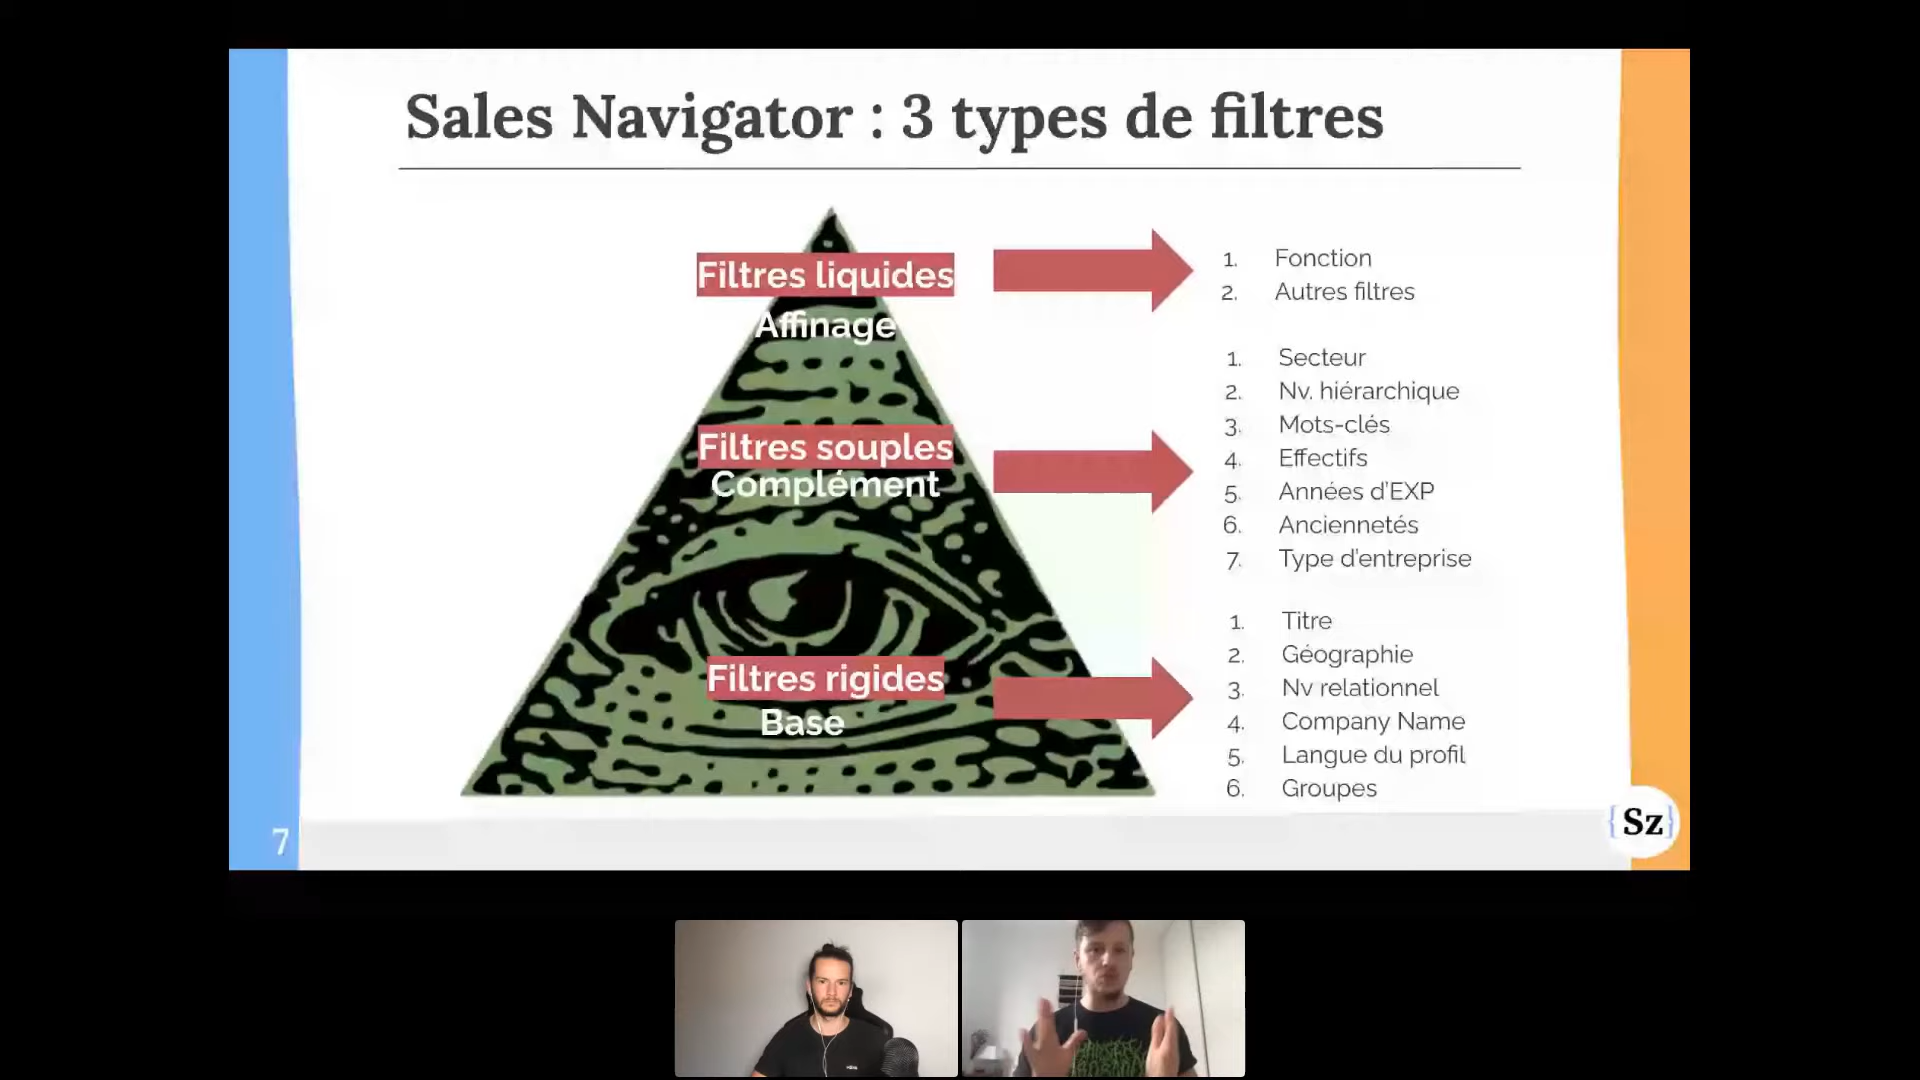 Sales Navigator : 3 types de filtres
Filtres liquides
Affinage
1. Fonction
2. Autres filtres
Filtres souples
Complément
1. Secteur
2. Nv. hiérarchique
3. Mots-clés
4. Effectifs
5. Années d'EXP
6. Anciennetés
7. Type d'entreprise
Filtres rigides
Base
1. Titre
2. Géographie
3. Nv relationnel
4. Company Name
5. Langue du profil
6. Groupes
7
{Sz}